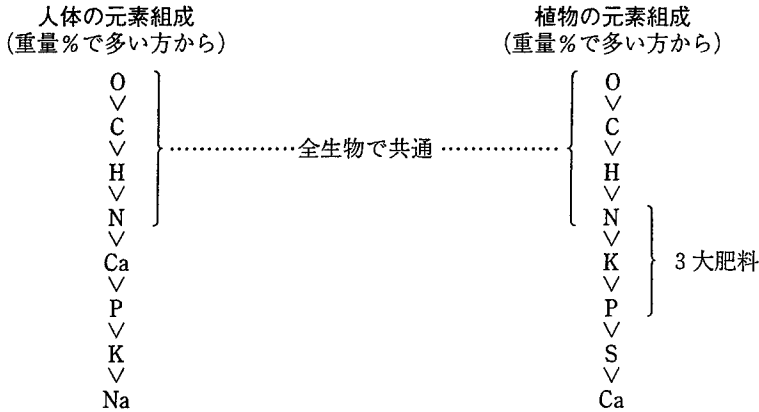 人体の元素組成
(重量%で多い方から)
O
∨
C
∨
H
∨
N
∨
Ca
∨
P
∨
K
∨
Na
全生物で共通
植物の元素組成
(重量%で多い方から)
O
∨
C
∨
H
∨
N
∨
K
∨
P
∨
S
∨
Ca
3大肥料